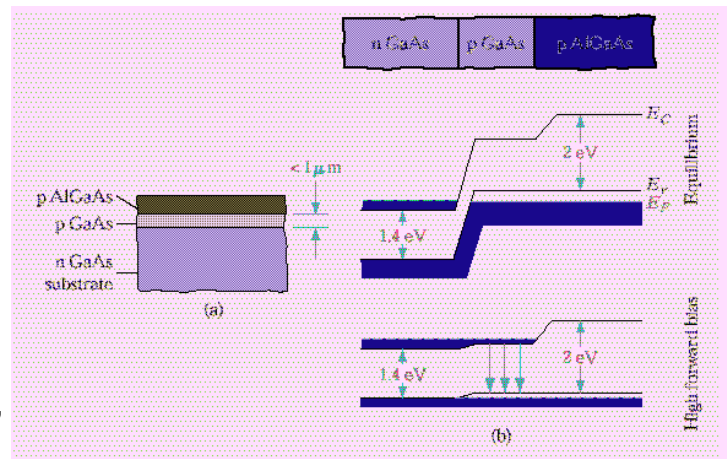 n GaAs
p GaAs
p AlGaAs
E_C
2 eV
E_v
E_F
Equilibrium
1.4 eV
< 1 μm
p AlGaAs
p GaAs
n GaAs
substrate
(a)
2 eV
1.4 eV
High forward bias
(b)